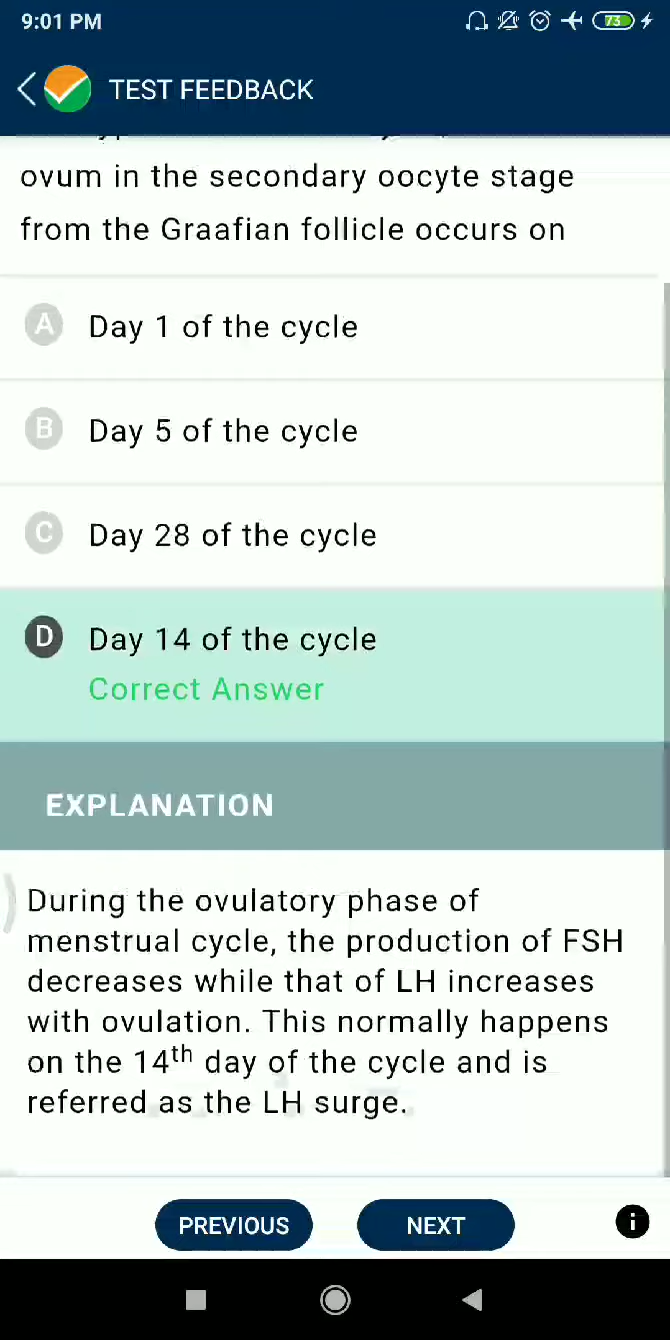 9:01 PM
73
TEST FEEDBACK
ovum in the secondary oocyte stage
from the Graafian follicle occurs on
A Day 1 of the cycle
B Day 5 of the cycle
C Day 28 of the cycle
D Day 14 of the cycle
Correct Answer
EXPLANATION
During the ovulatory phase of
menstrual cycle, the production of FSH
decreases while that of LH increases
with ovulation. This normally happens
on the 14th day of the cycle and is
referred as the LH surge.
PREVIOUS NEXT i